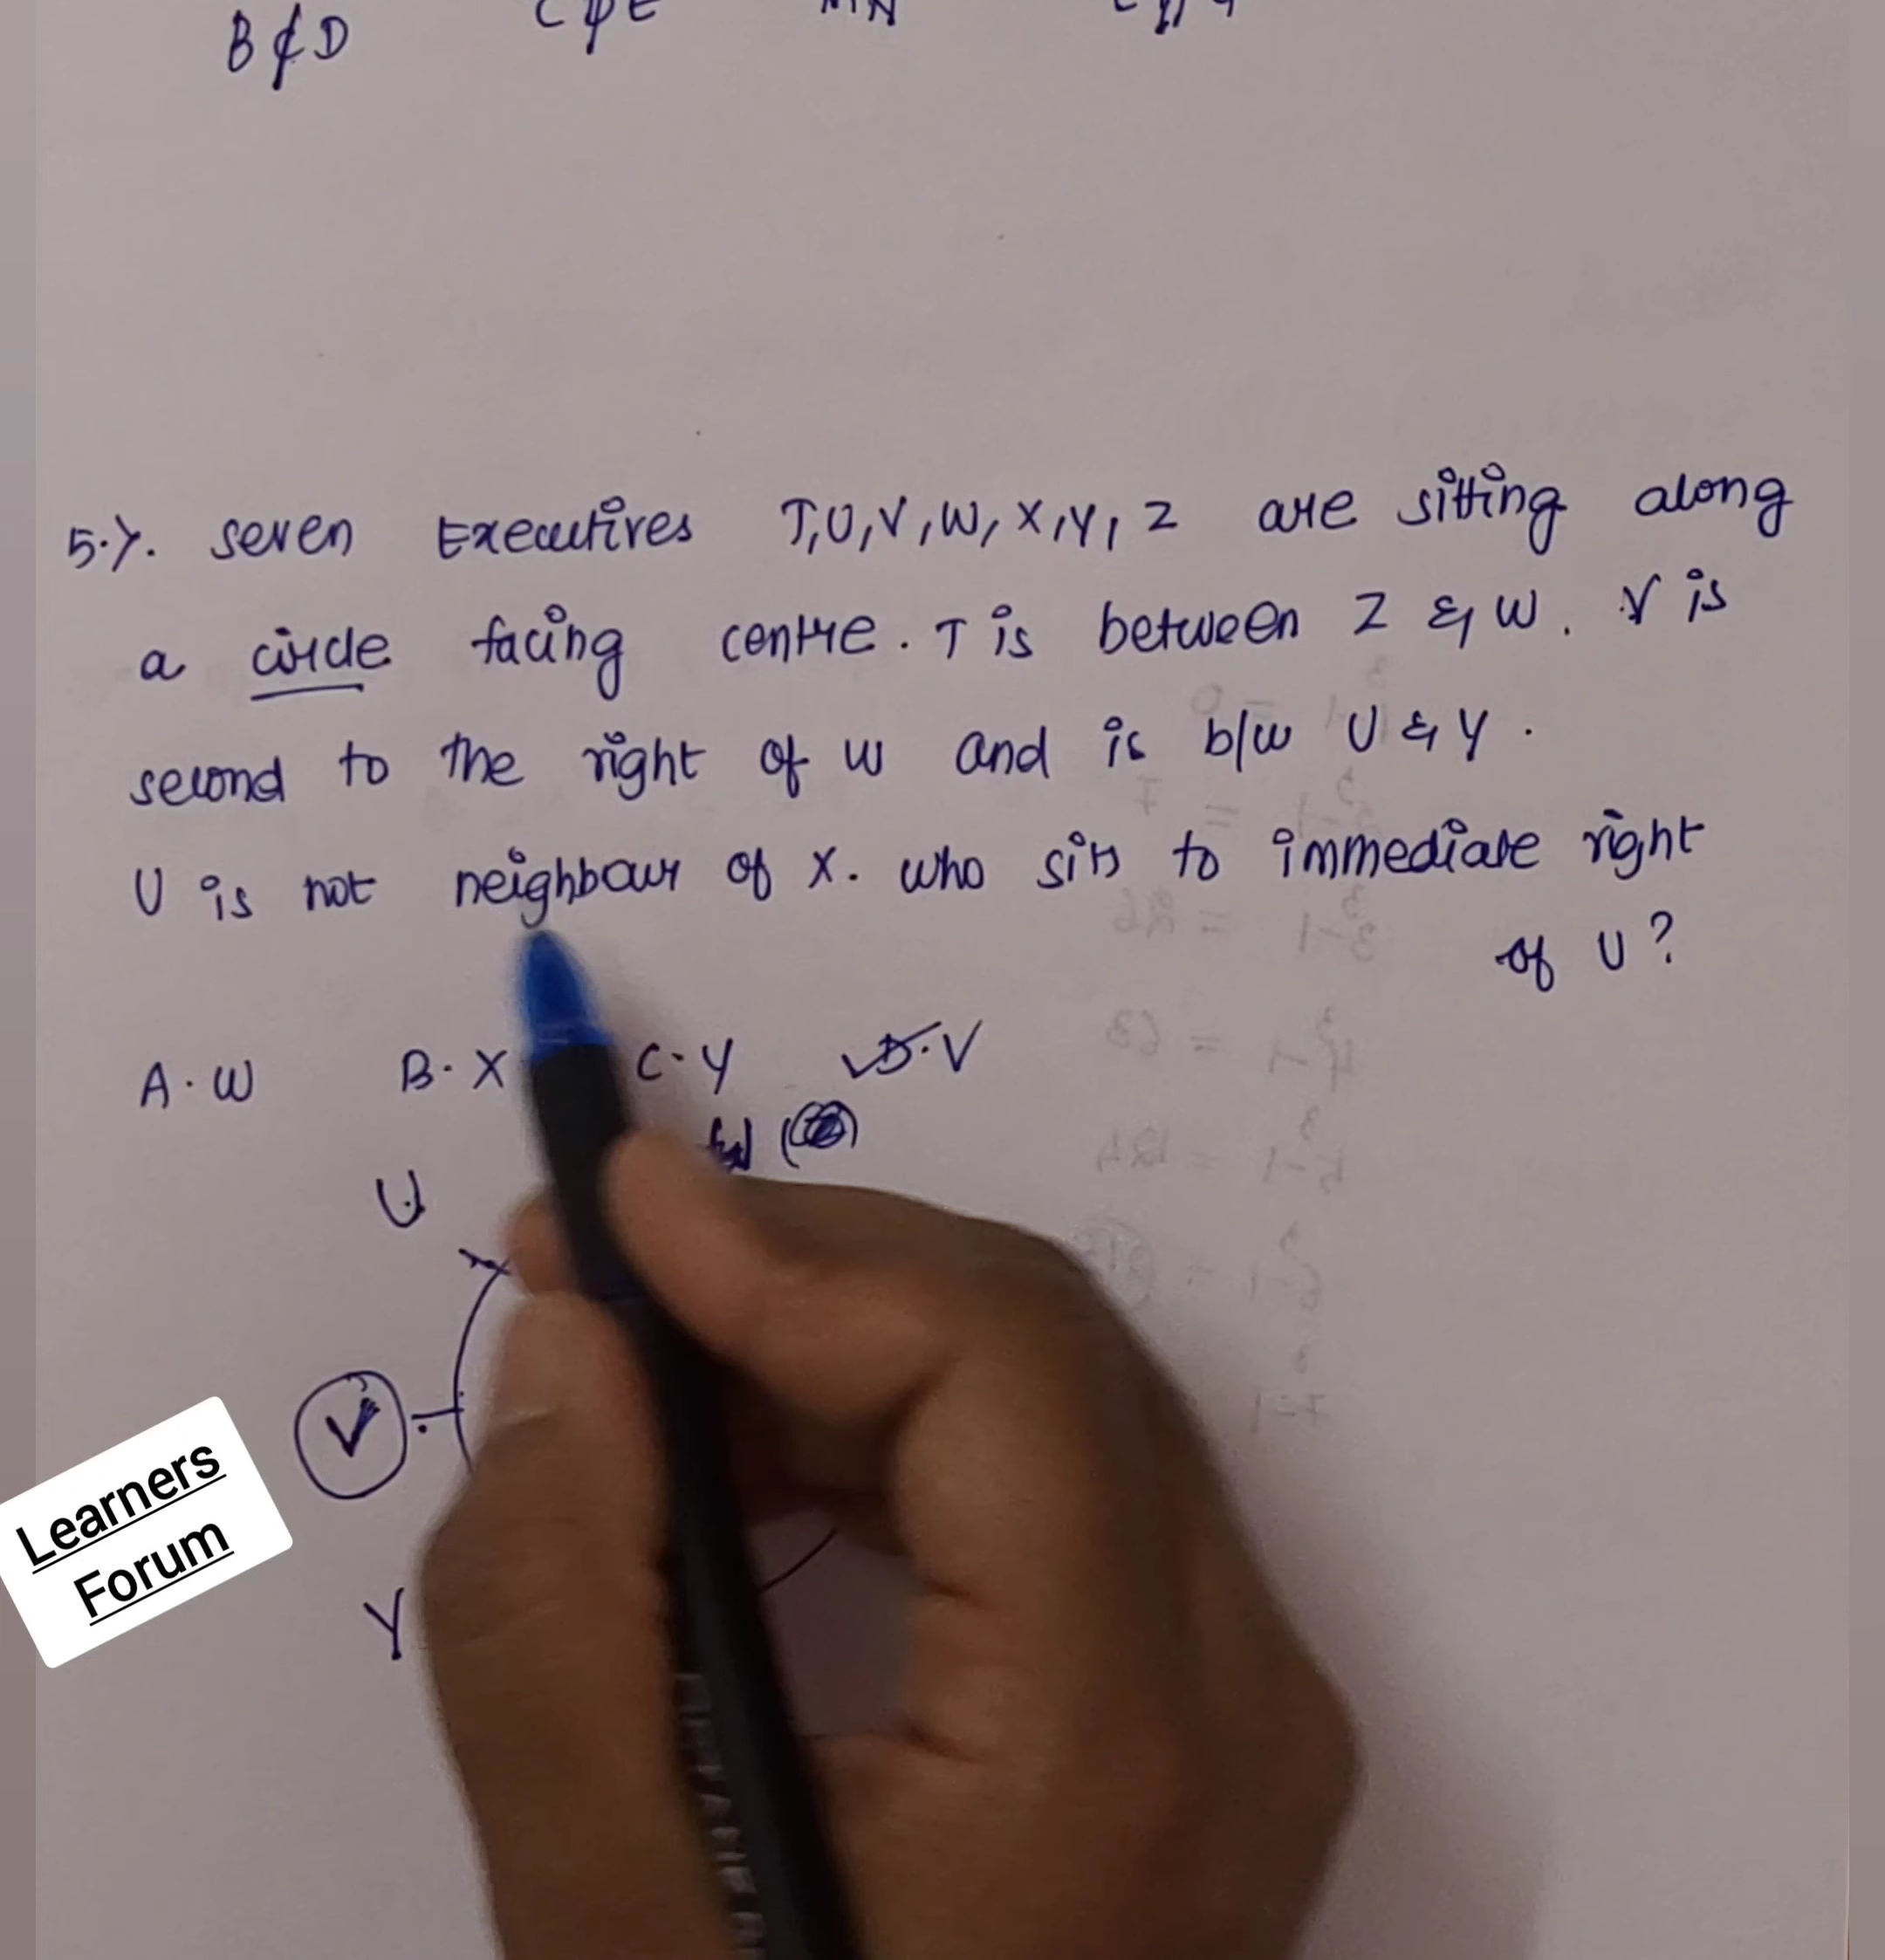 B ¢ D
5.). seven Executives T,U,V,W,X,Y,Z are sitting along
a circle facing centre. T is between Z & W. V is
second to the right of W and is b/w U & Y.
U is not neighbour of X. who sits to immediate right
of U?
A. W B. X C. Y D. V
U
V
Y
Learners
Forum